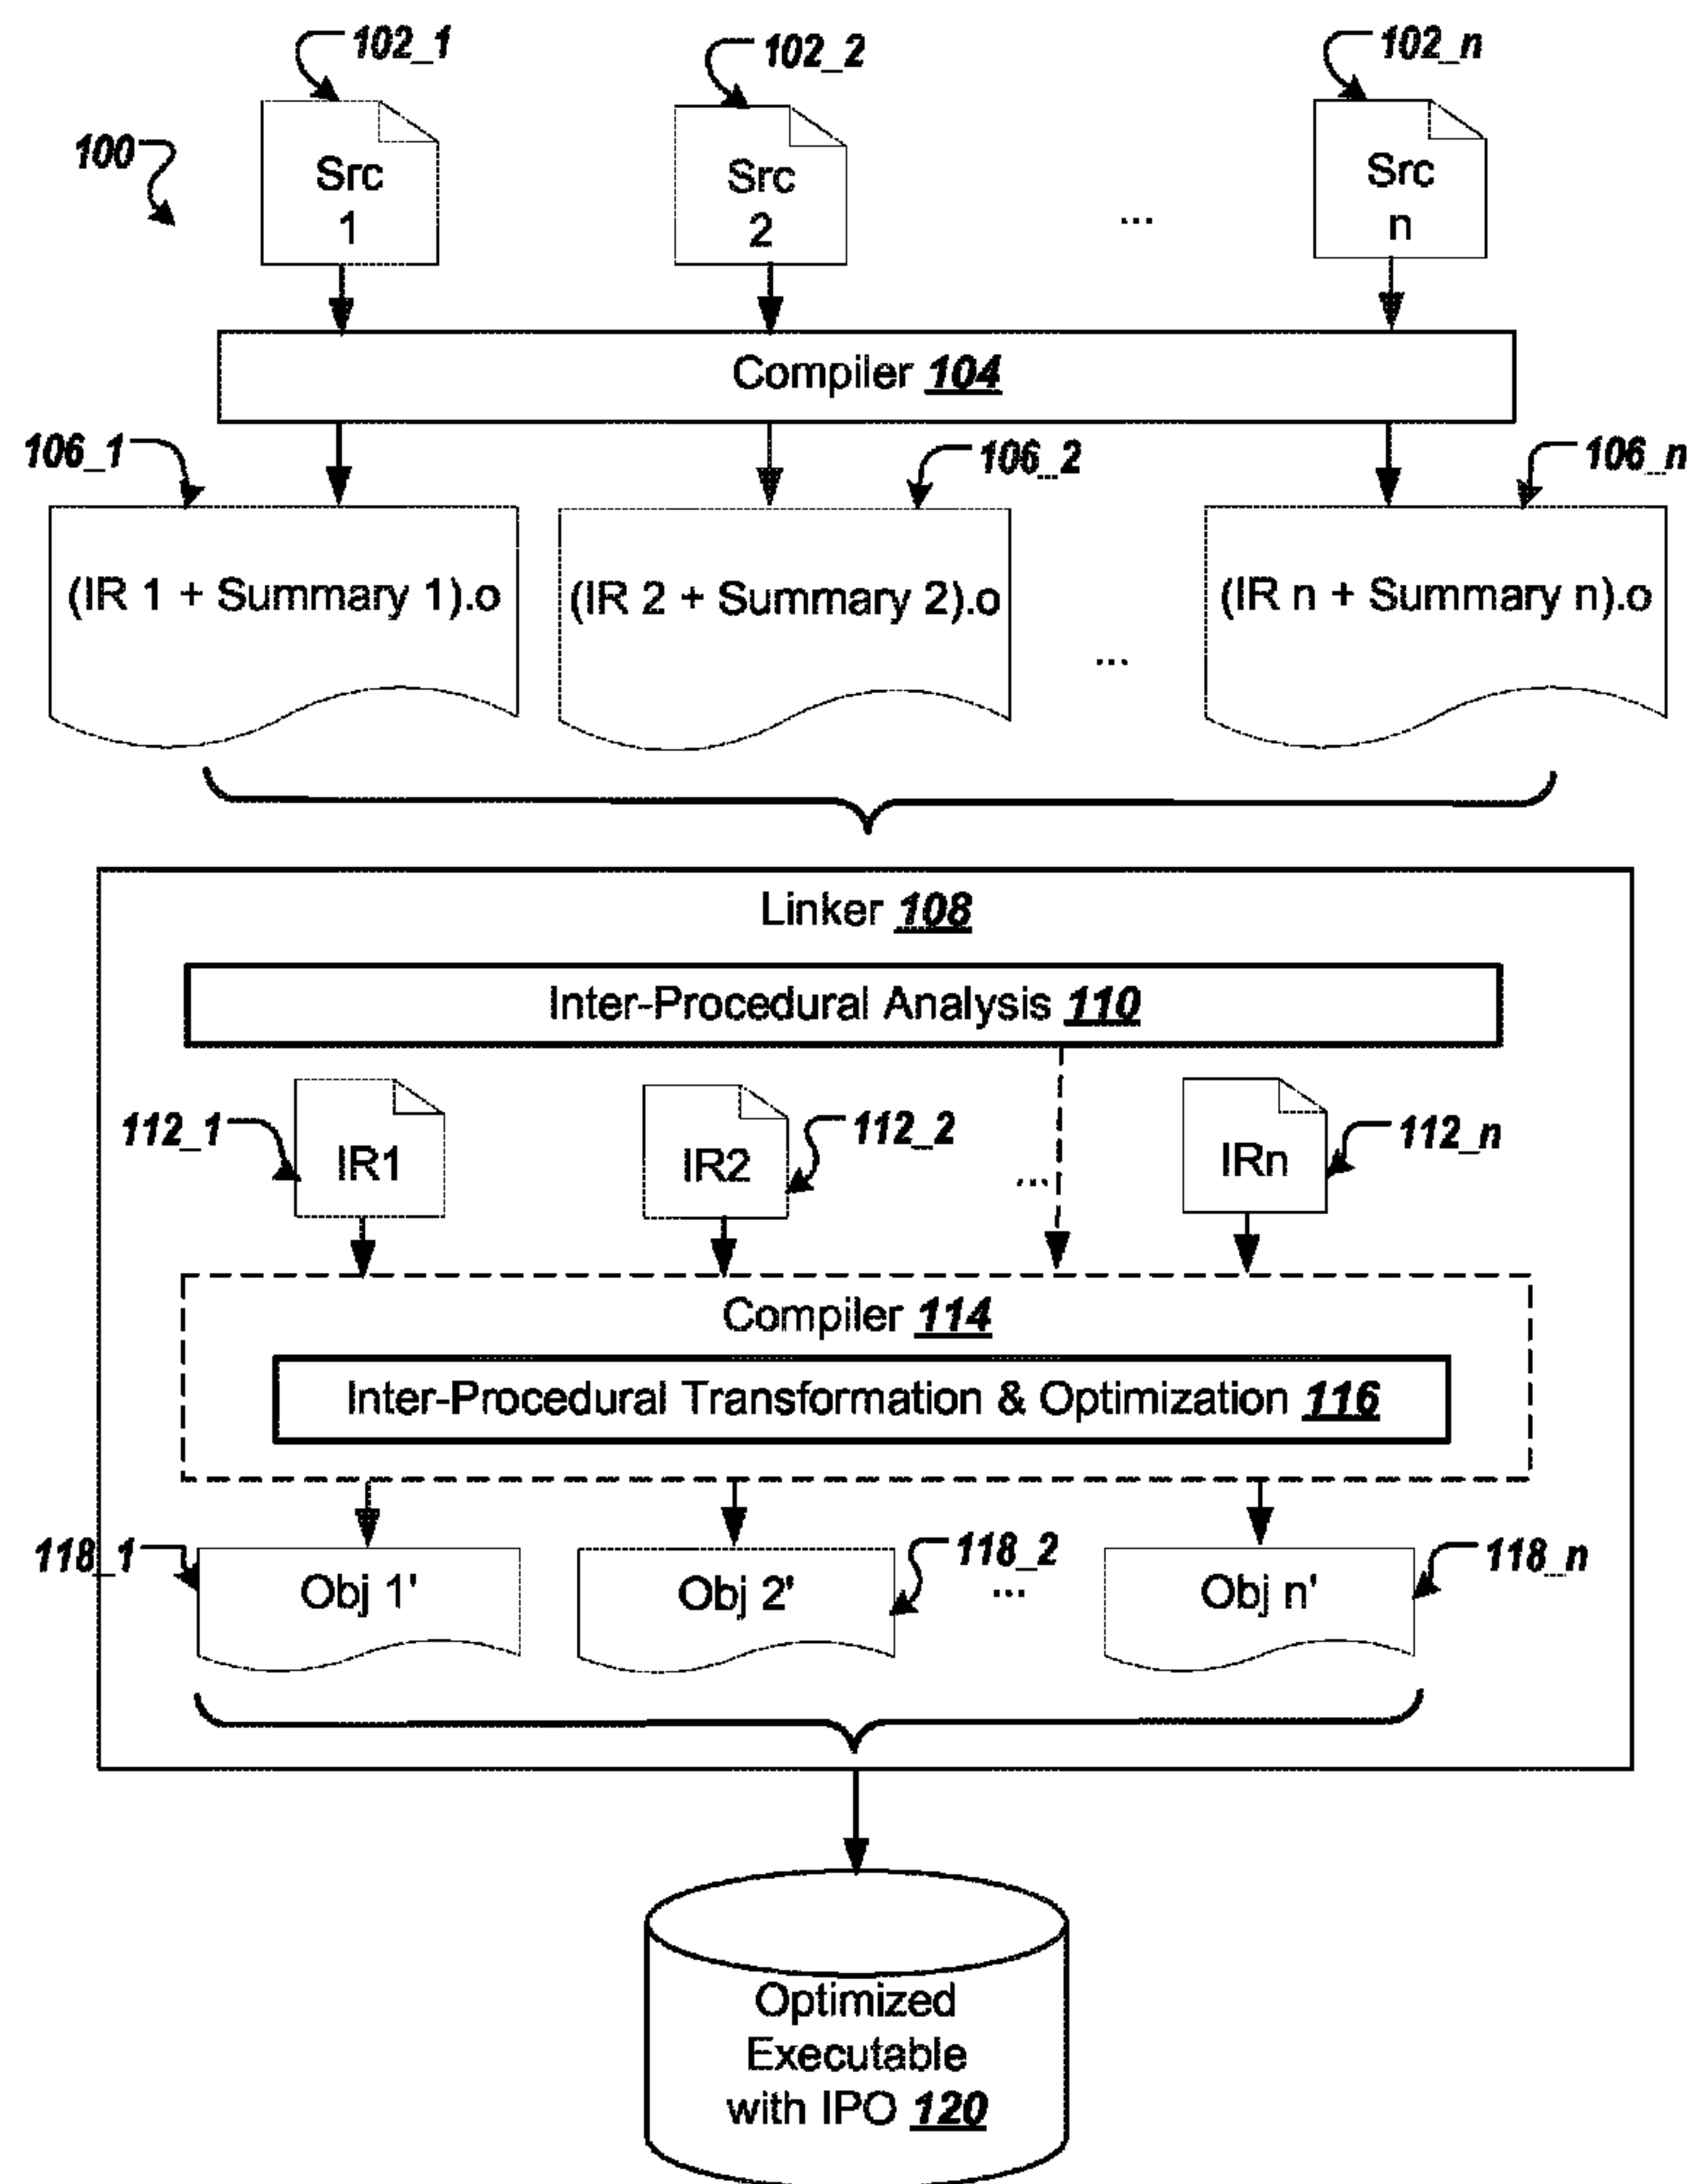 102_1
102_2
102_n
100
Src
1
Src
2
...
Src
n
Compiler 104
106_1
106_2
106_n
(IR 1 + Summary 1).o
(IR 2 + Summary 2).o
...
(IR n + Summary n).o
Linker 108
Inter-Procedural Analysis 110
112_1
IR1
IR2
112_2
...
IRn
112_n
Compiler 114
Inter-Procedural Transformation & Optimization 116
118_1
Obj 1'
Obj 2'
118_2
...
Obj n'
118_n
Optimized
Executable
with IPO 120